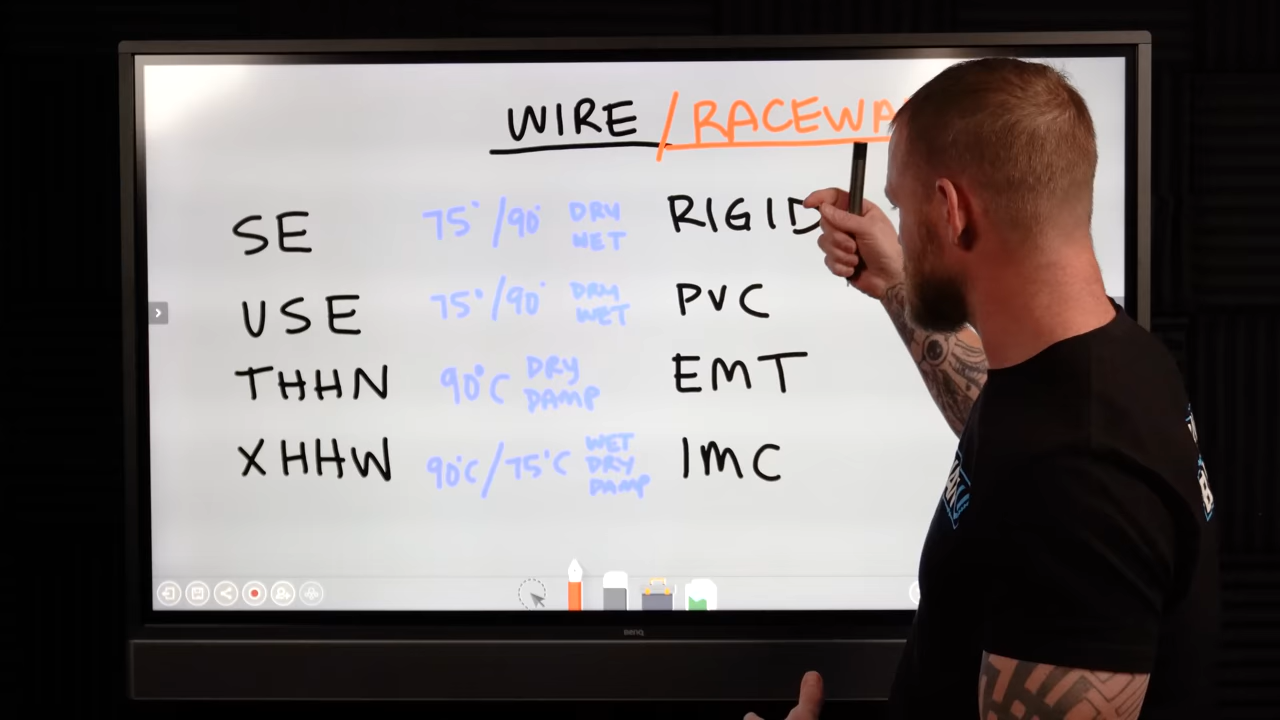 WIRE / RACEWA
SE 75° / 90° DRY WET RIGID
USE 75° / 90° DRY WET PVC
THHN 90°C DRY DAMP EMT
XHHW 90°C / 75°C WET DRY DAMP IMC
BenQ